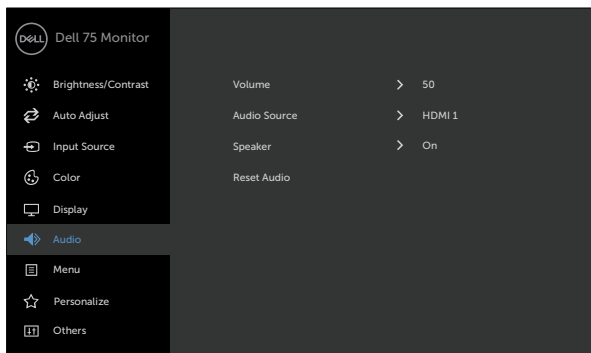 DELL Dell 75 Monitor
Brightness/Contrast Volume 50
Auto Adjust Audio Source HDMI 1
Input Source Speaker On
Color Reset Audio
Display
Audio
Menu
Personalize
Others